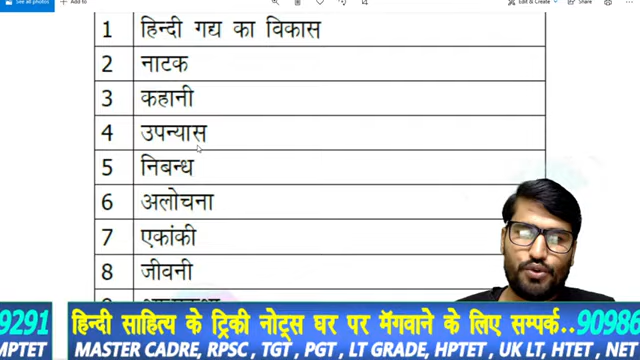 See all photos + Add to Edit & Create Share
1 हिन्दी गद्य का विकास
2 नाटक
3 कहानी
4 उपन्यास
5 निबन्ध
6 अलोचना
7 एकांकी
8 जीवनी
9291 हिन्दी साहित्य के ट्रिकी नोट्स घर पर मँगवाने के लिए सम्पर्क.. 90986
MPTET MASTER CADRE, RPSC , TGT , PGT , LT GRADE, HPTET , UK LT, HTET , NET